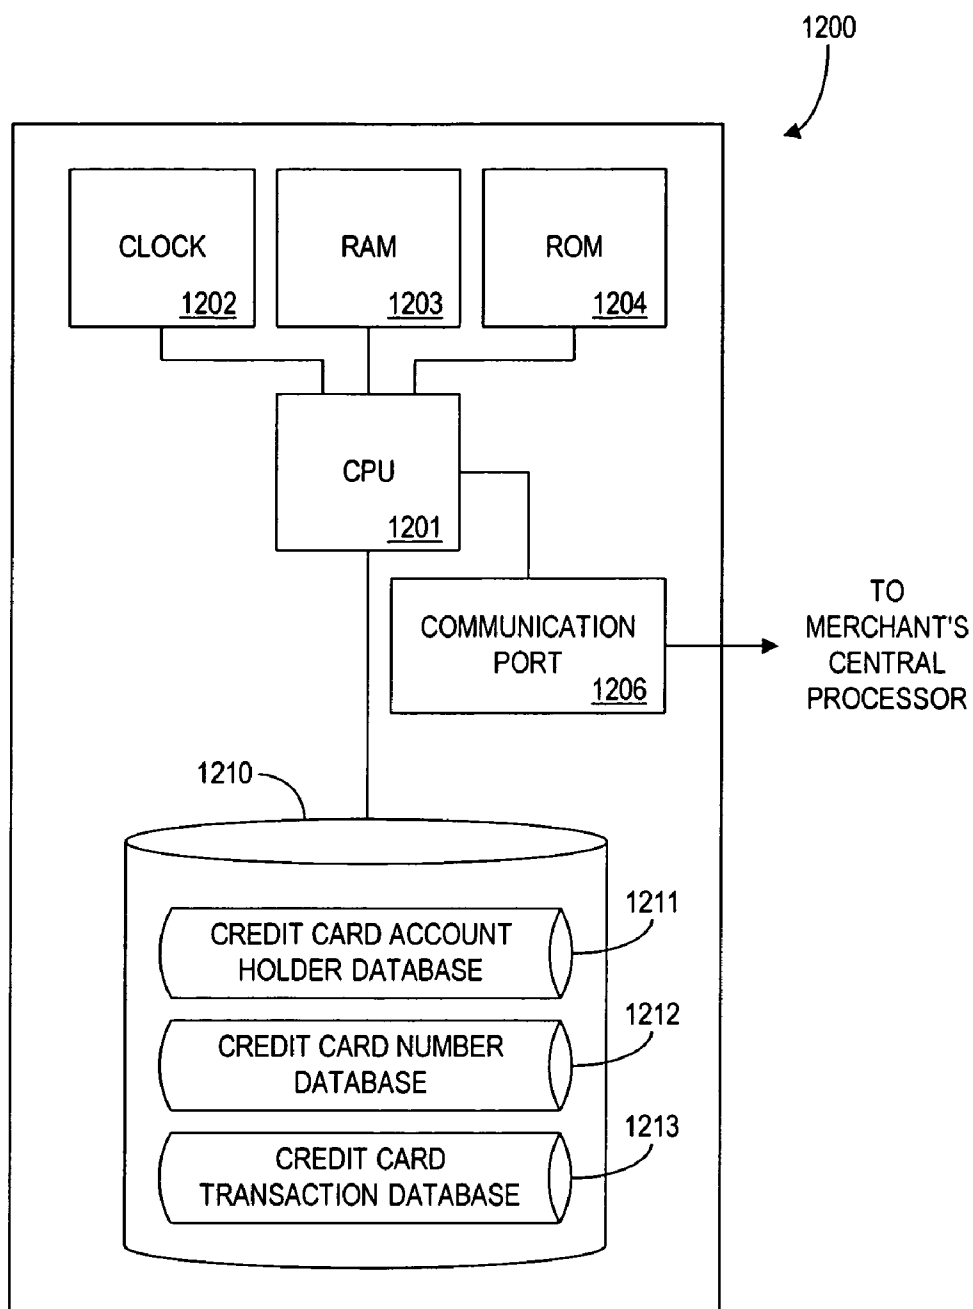 1200
CLOCK
1202
RAM
1203
ROM
1204
CPU
1201
COMMUNICATION
PORT
1206
TO
MERCHANT'S
CENTRAL
PROCESSOR
1210
CREDIT CARD ACCOUNT
HOLDER DATABASE
1211
CREDIT CARD NUMBER
DATABASE
1212
CREDIT CARD
TRANSACTION DATABASE
1213